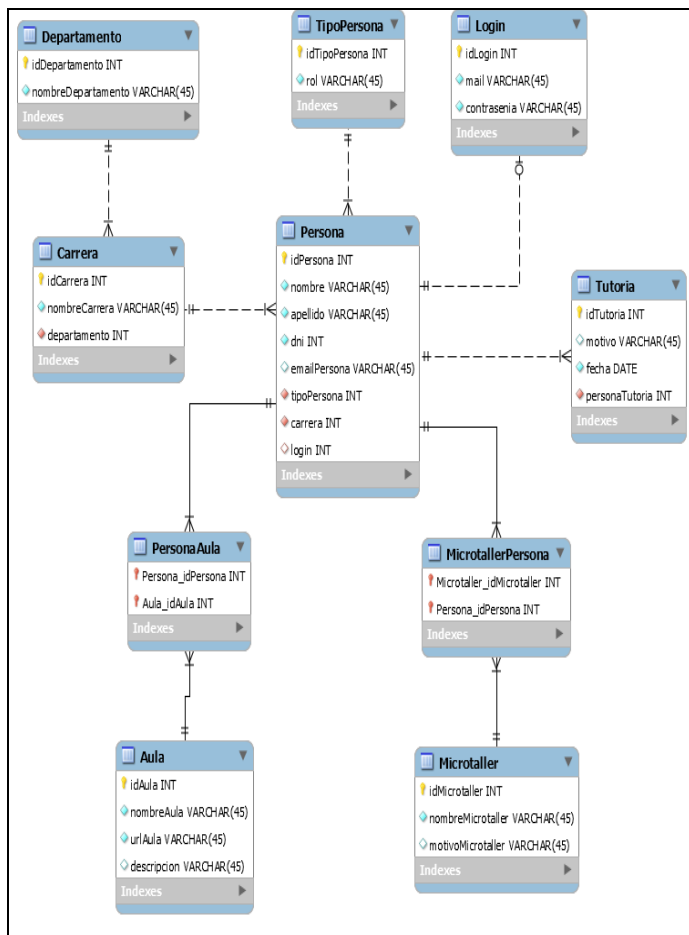 Departamento
idDepartamento INT
nombreDepartamento VARCHAR(45)
Indexes
TipoPersona
idTipoPersona INT
rol VARCHAR(45)
Indexes
Login
idLogin INT
mail VARCHAR(45)
contrasenia VARCHAR(45)
Indexes
Carrera
idCarrera INT
nombreCarrera VARCHAR(45)
departamento INT
Indexes
Persona
idPersona INT
nombre VARCHAR(45)
apellido VARCHAR(45)
dni INT
emailPersona VARCHAR(45)
tipoPersona INT
carrera INT
login INT
Indexes
Tutoria
idTutoria INT
motivo VARCHAR(45)
fecha DATE
personaTutoria INT
Indexes
PersonaAula
Persona_idPersona INT
Aula_idAula INT
Indexes
MicrotallerPersona
Microtaller_idMicrotaller INT
Persona_idPersona INT
Indexes
Aula
idAula INT
nombreAula VARCHAR(45)
urlAula VARCHAR(45)
descripcion VARCHAR(45)
Indexes
Microtaller
idMicrotaller INT
nombreMicrotaller VARCHAR(45)
motivoMicrotaller VARCHAR(45)
Indexes